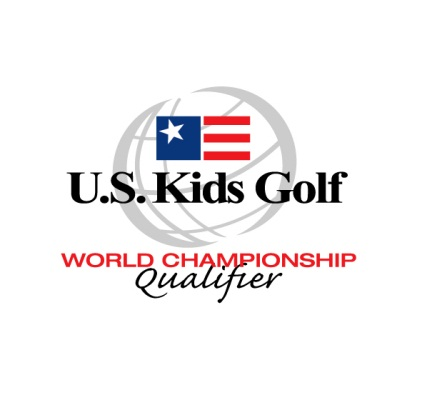 U.S. Kids Golf
WORLD CHAMPIONSHIP
Qualifier